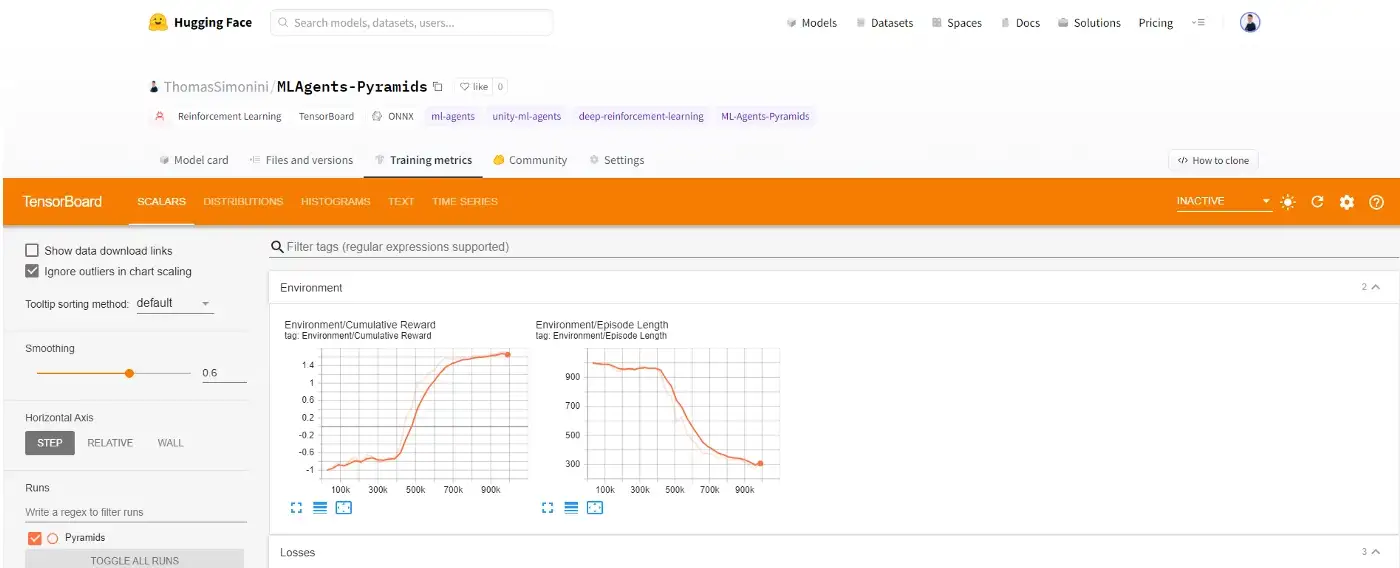 Hugging Face
Search models, datasets, users...
Models
Datasets
Spaces
Docs
Solutions
Pricing
ThomasSimonini/MLAgents-Pyramids
like 0
Reinforcement Learning
TensorBoard
ONNX
ml-agents
unity-ml-agents
deep-reinforcement-learning
ML-Agents-Pyramids
Model card
Files and versions
Training metrics
Community
Settings
</> How to clone
TensorBoard
SCALARS
DISTRIBUTIONS
HISTOGRAMS
TEXT
TIME SERIES
INACTIVE
Show data download links
Ignore outliers in chart scaling
Tooltip sorting method: default
Smoothing
0.6
Horizontal Axis
STEP
RELATIVE
WALL
Runs
Write a regex to filter runs
Pyramids
TOGGLE ALL RUNS
Filter tags (regular expressions supported)
Environment
2
Environment/Cumulative Reward
tag: Environment/Cumulative Reward
1.4
1
0.6
0.2
-0.2
-0.6
-1
100k 300k 500k 700k 900k
Environment/Episode Length
tag: Environment/Episode Length
900
700
500
300
100k 300k 500k 700k 900k
Losses
3